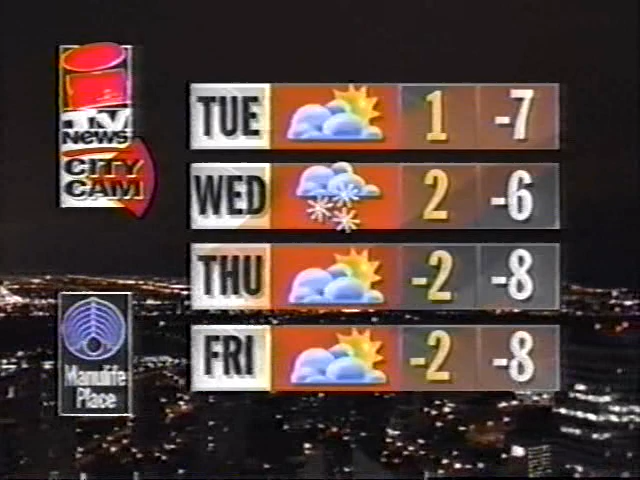 iTV
News
CITY
CAM
Manulife
Place
TUE 1 -7
WED 2 -6
THU -2 -8
FRI -2 -8